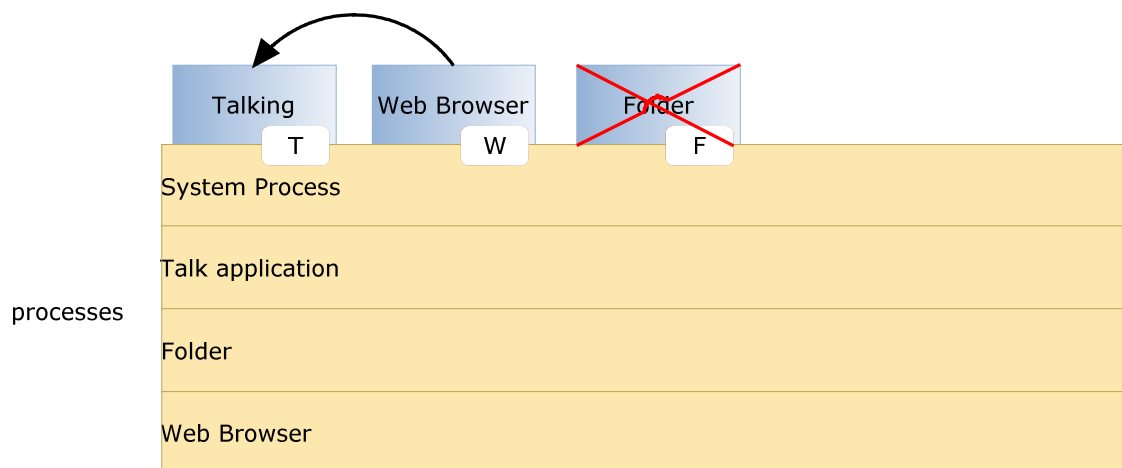 Talking
Web Browser
Folder
T
W
F
System Process
Talk application
processes
Folder
Web Browser